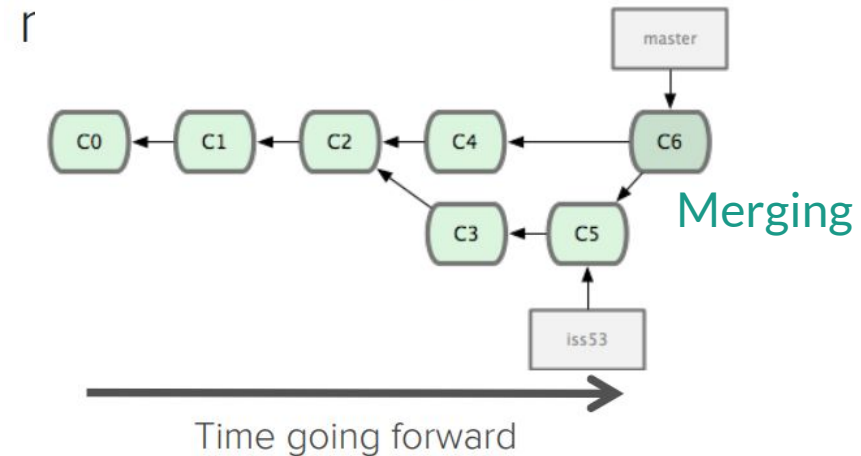 master
C0 C1 C2 C4 C6
Merging
C3 C5
iss53
Time going forward